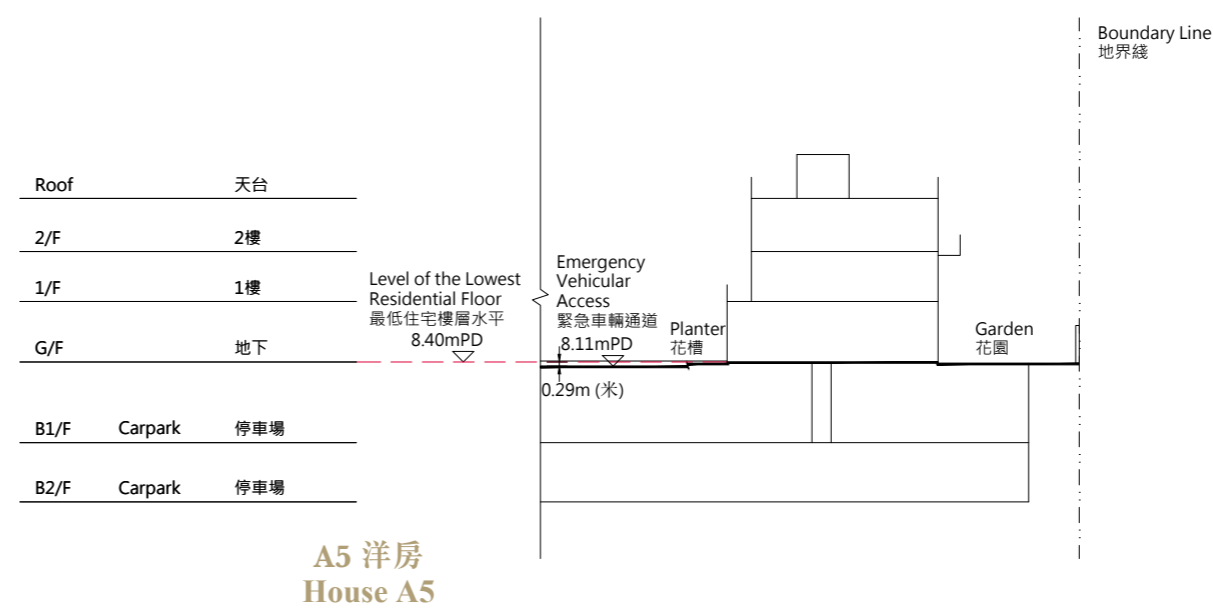 Boundary Line
地界綫
Roof 天台
2/F 2樓
1/F 1樓
G/F 地下
B1/F Carpark 停車場
B2/F Carpark 停車場
Level of the Lowest
Residential Floor
最低住宅樓層水平
8.40mPD
Emergency
Vehicular
Access
緊急車輛通道
8.11mPD
0.29m (米)
Planter
花槽
Garden
花園
A5 洋房
House A5